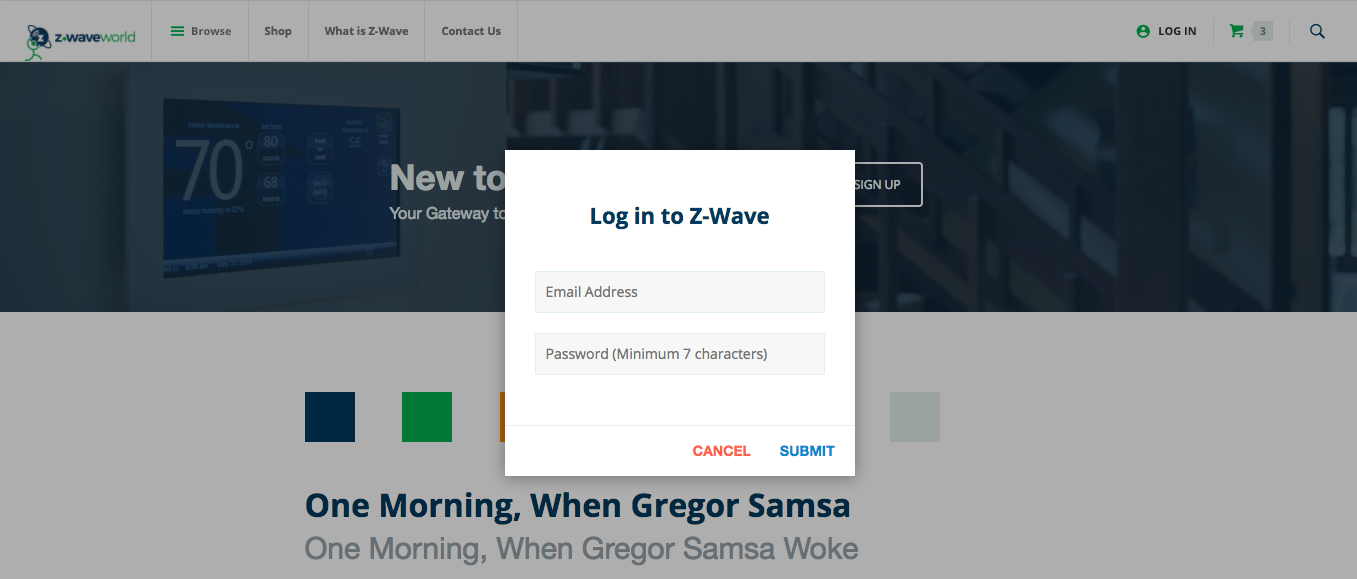 z-waveworld
Browse
Shop
What is Z-Wave
Contact Us
LOG IN
3
indoor temperature
70°
80
68
56
New to
Your Gateway to
SIGN UP
Log in to Z-Wave
Email Address
Password (Minimum 7 characters)
CANCEL
SUBMIT
One Morning, When Gregor Samsa
One Morning, When Gregor Samsa Woke